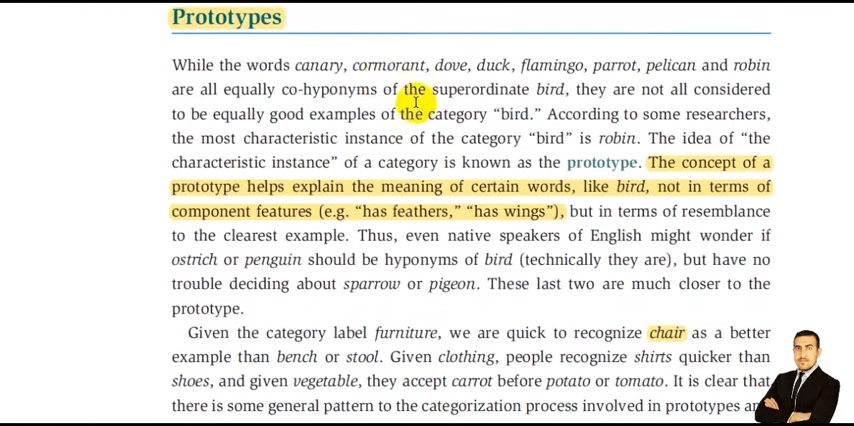 Prototypes
While the words canary, cormorant, dove, duck, flamingo, parrot, pelican and robin
are all equally co-hyponyms of the superordinate bird, they are not all considered
to be equally good examples of the category “bird.” According to some researchers,
the most characteristic instance of the category “bird” is robin. The idea of “the
characteristic instance” of a category is known as the prototype. The concept of a
prototype helps explain the meaning of certain words, like bird, not in terms of
component features (e.g. “has feathers,” “has wings”), but in terms of resemblance
to the clearest example. Thus, even native speakers of English might wonder if
ostrich or penguin should be hyponyms of bird (technically they are), but have no
trouble deciding about sparrow or pigeon. These last two are much closer to the
prototype.
Given the category label furniture, we are quick to recognize chair as a better
example than bench or stool. Given clothing, people recognize shirts quicker than
shoes, and given vegetable, they accept carrot before potato or tomato. It is clear that
there is some general pattern to the categorization process involved in prototypes